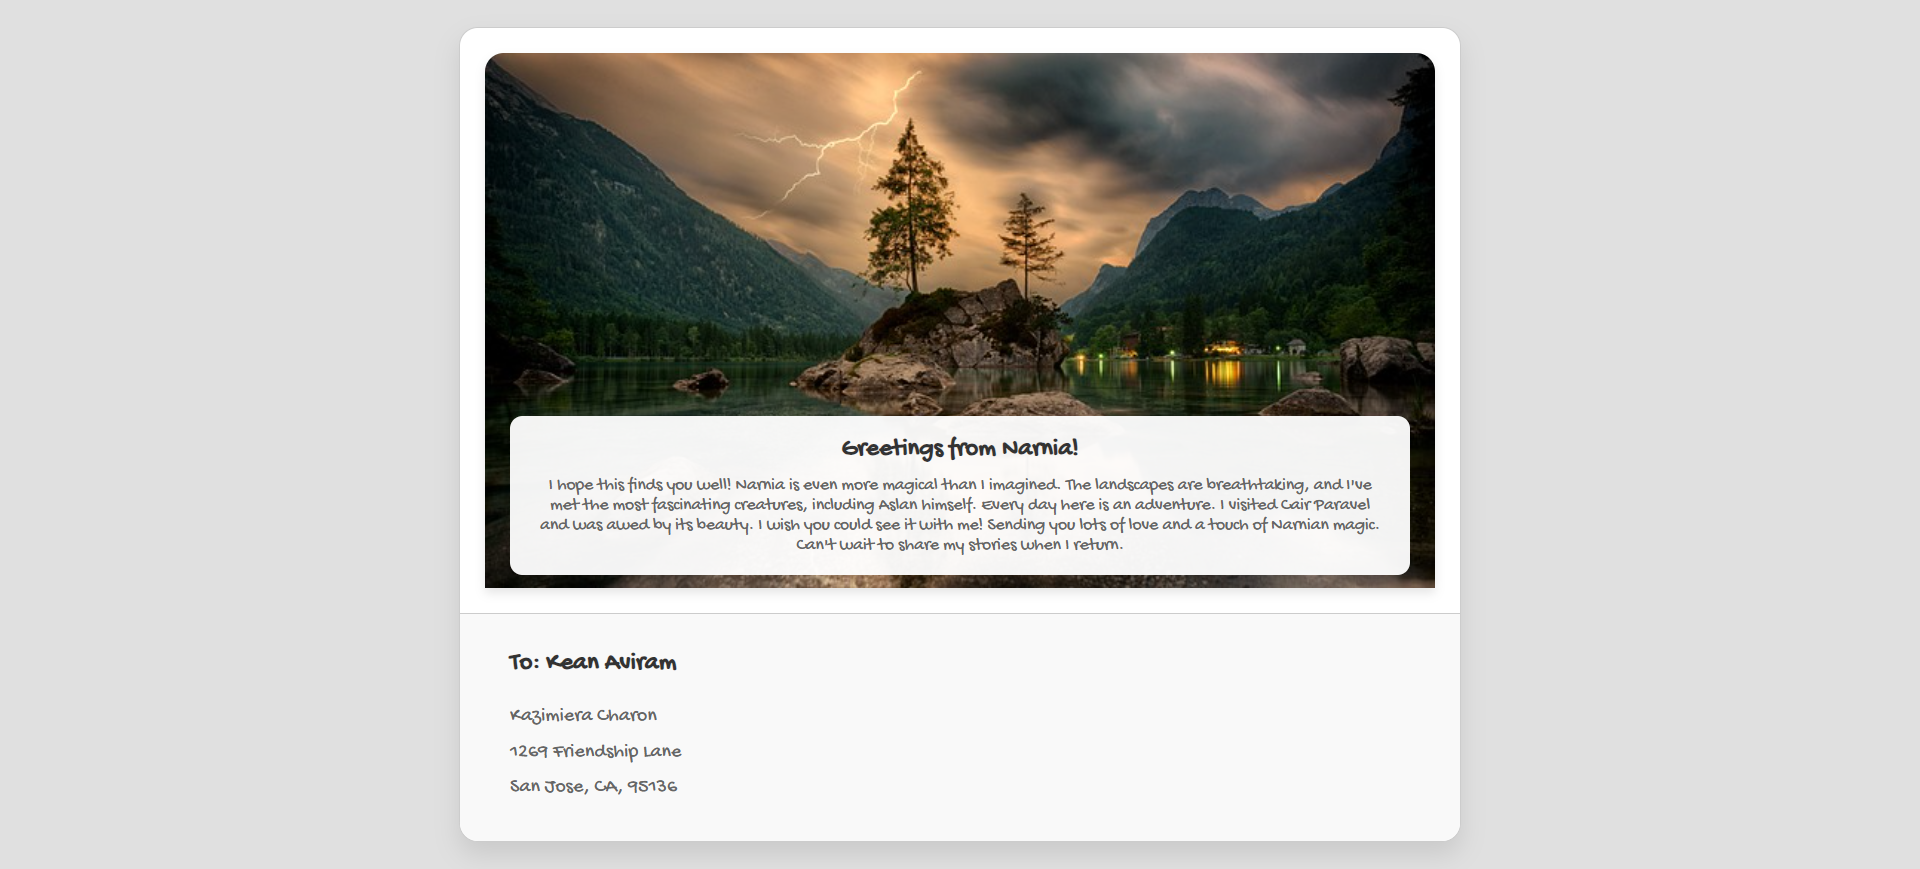 Greetings from Narnia!
I hope this finds you well! Narnia is even more magical than I imagined. The landscapes are breathtaking, and I've
met the most fascinating creatures, including Aslan himself. Every day here is an adventure. I visited Cair Paravel
and was awed by its beauty. I wish you could see it with me! Sending you lots of love and a touch of Narnian magic.
Can't wait to share my stories when I return.
To: Kean Aviram
Kazimiera Charon
1269 Friendship Lane
San Jose, CA, 95136